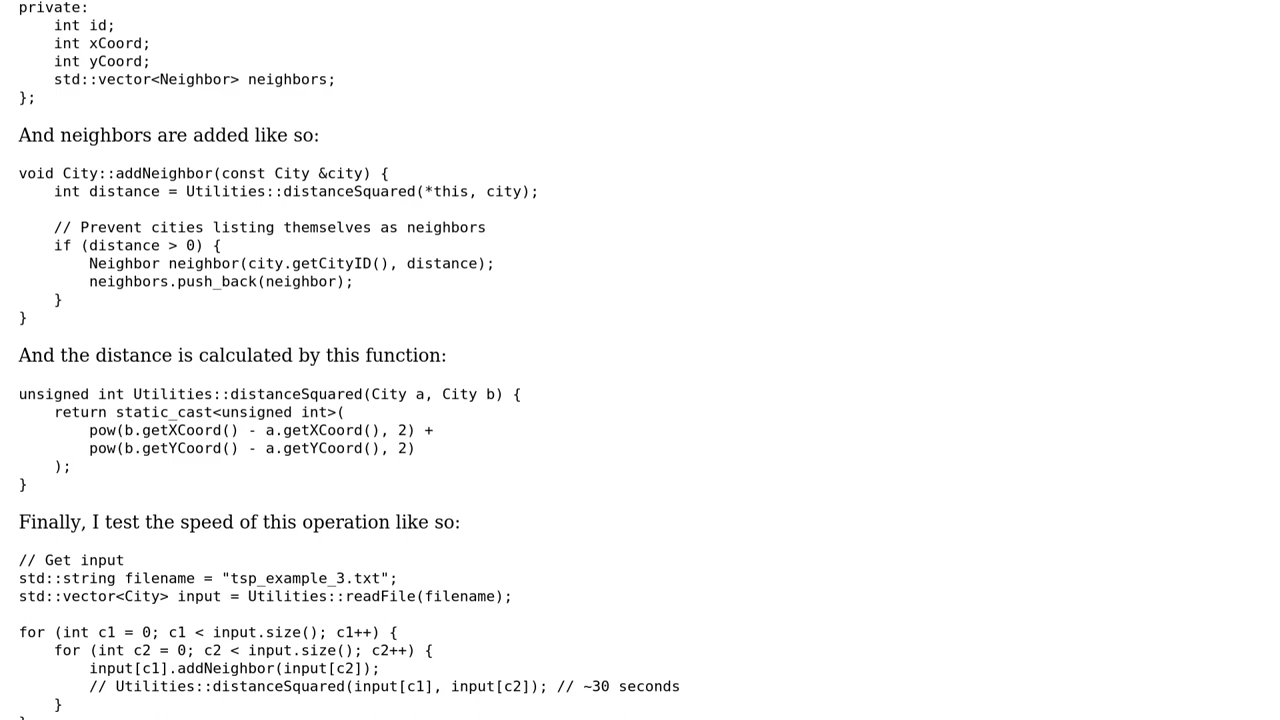 private:
    int id;
    int xCoord;
    int yCoord;
    std::vector<Neighbor> neighbors;
};
And neighbors are added like so:
void City::addNeighbor(const City &city) {
    int distance = Utilities::distanceSquared(*this, city);

    // Prevent cities listing themselves as neighbors
    if (distance > 0) {
        Neighbor neighbor(city.getCityID(), distance);
        neighbors.push_back(neighbor);
    }
}
And the distance is calculated by this function:
unsigned int Utilities::distanceSquared(City a, City b) {
    return static_cast<unsigned int>(
        pow(b.getXCoord() - a.getXCoord(), 2) +
        pow(b.getYCoord() - a.getYCoord(), 2)
    );
}
Finally, I test the speed of this operation like so:
// Get input
std::string filename = "tsp_example_3.txt";
std::vector<City> input = Utilities::readFile(filename);

for (int c1 = 0; c1 < input.size(); c1++) {
    for (int c2 = 0; c2 < input.size(); c2++) {
        input[c1].addNeighbor(input[c2]);
        // Utilities::distanceSquared(input[c1], input[c2]); // ~30 seconds
    }
}